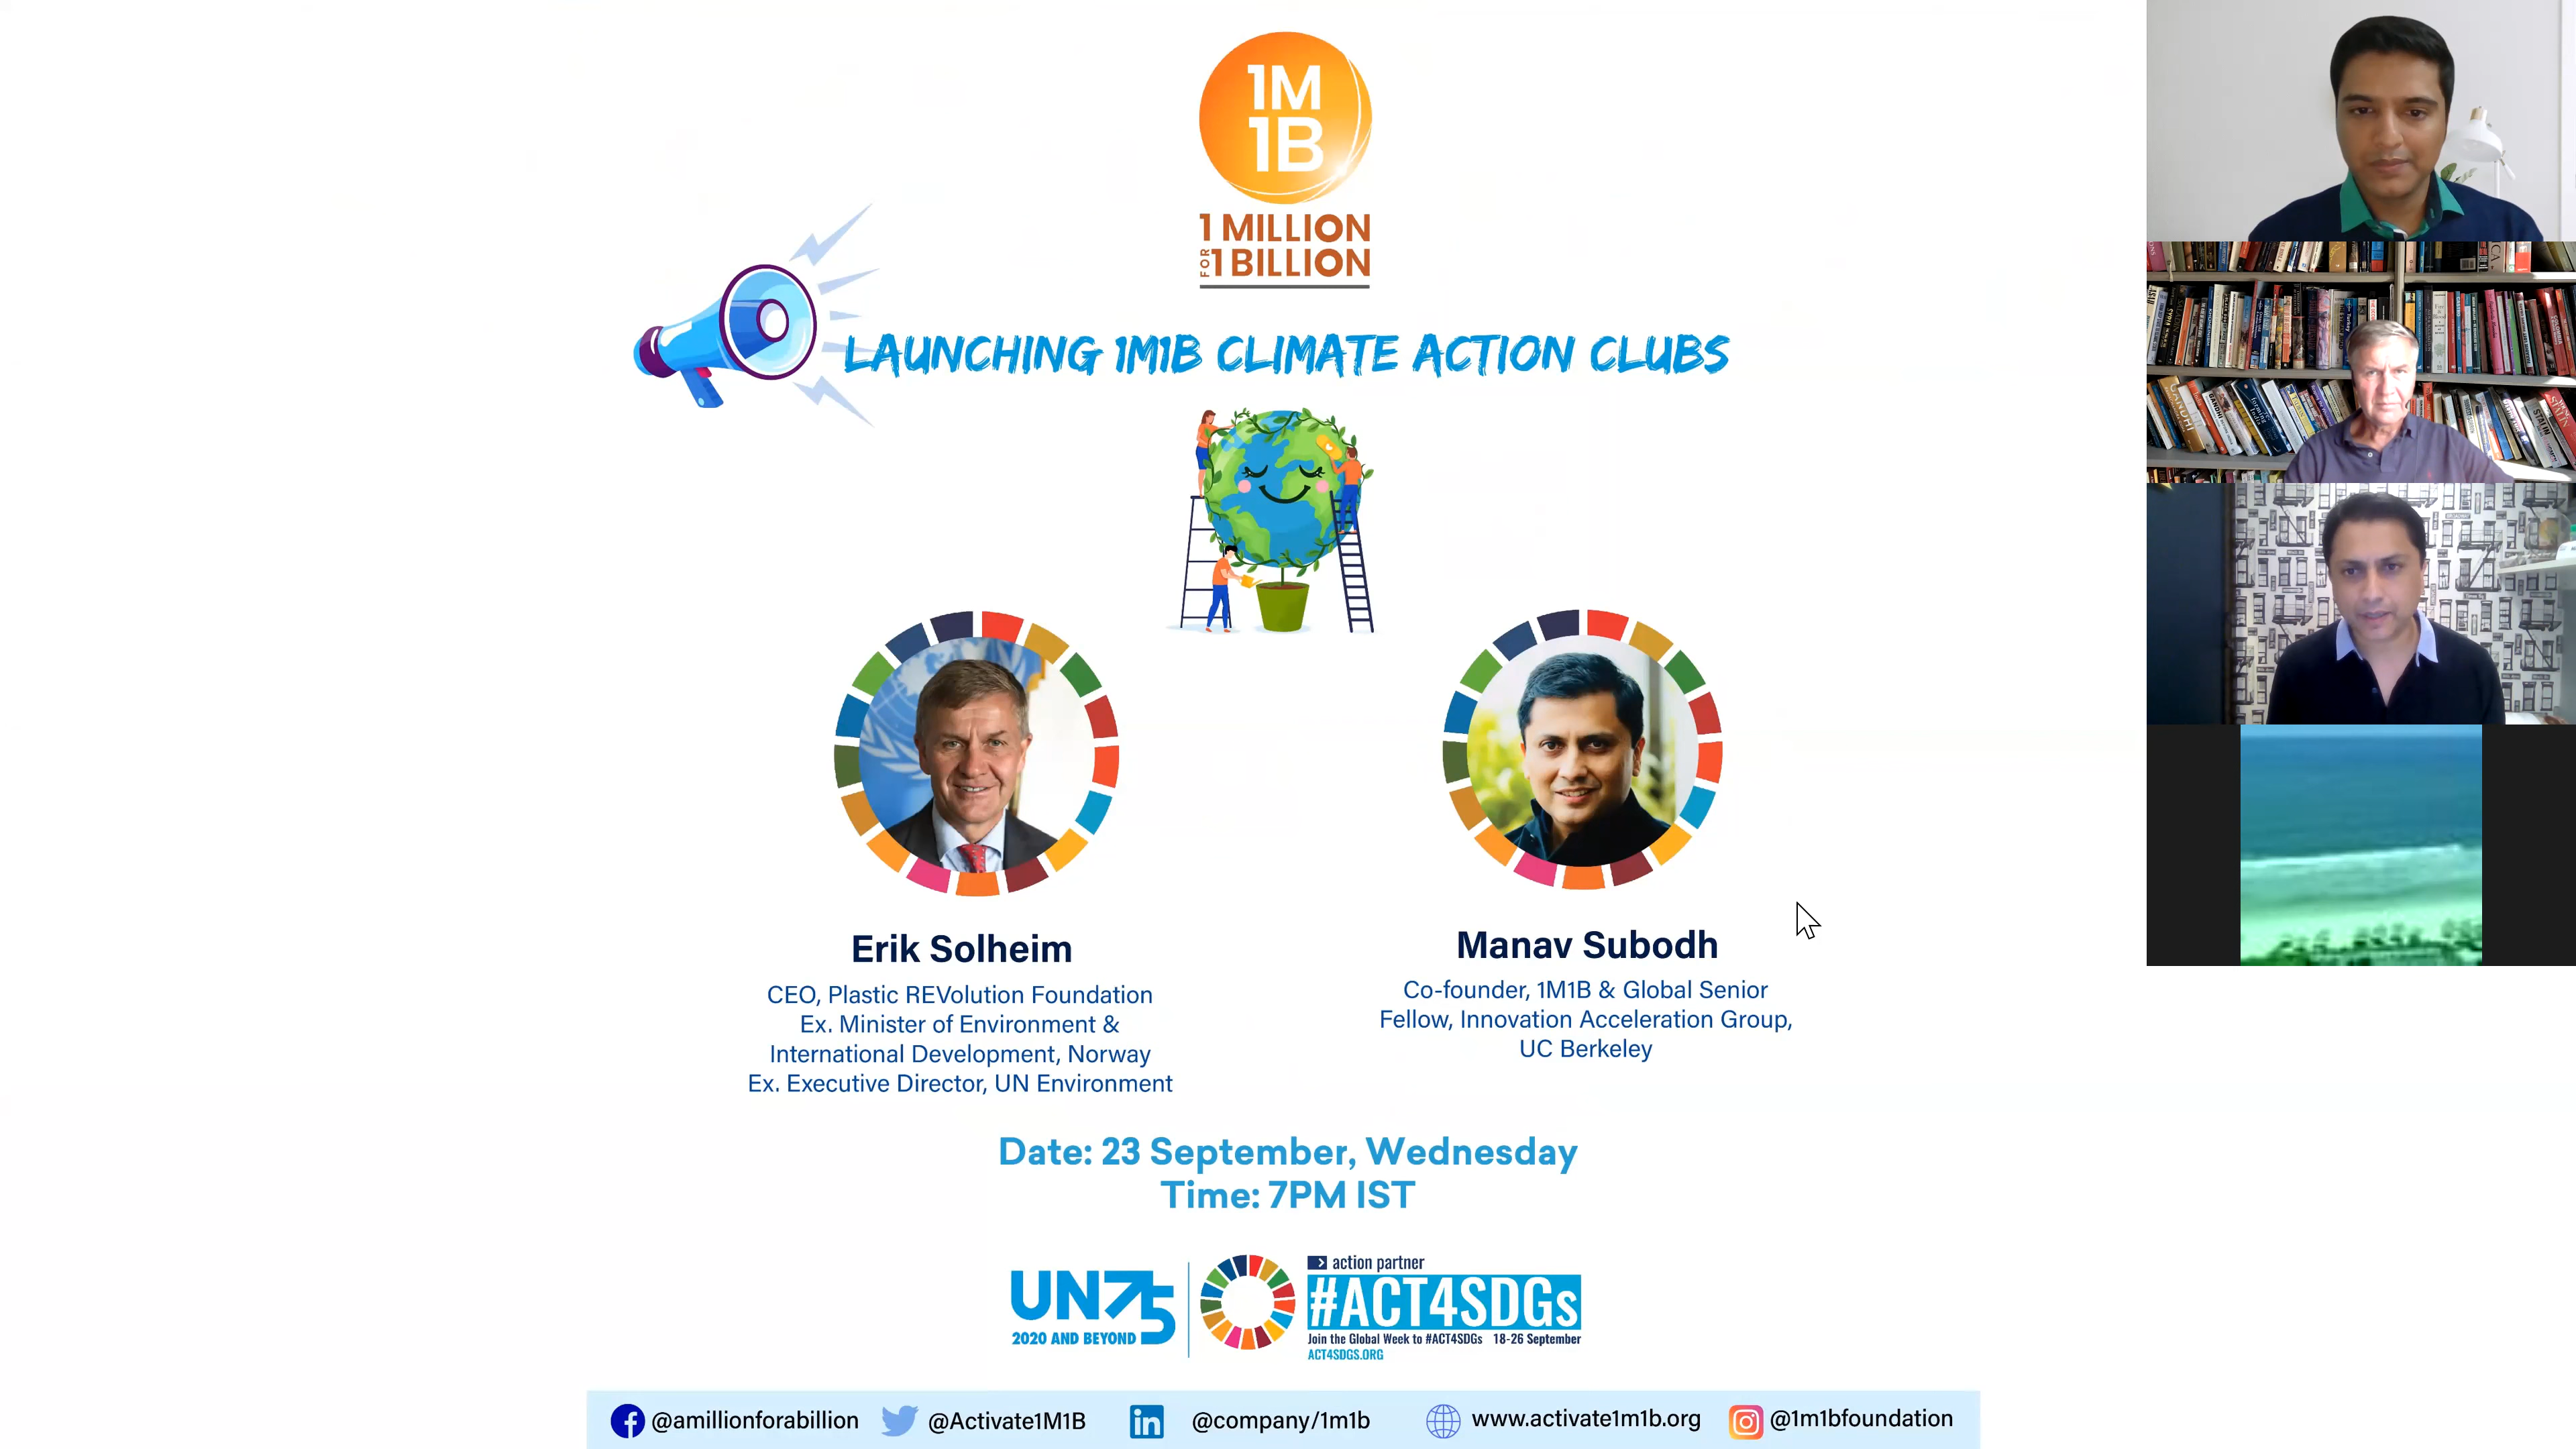 1M
1B
1 MILLION
FOR 1 BILLION
LAUNCHING 1M1B CLIMATE ACTION CLUBS
Erik Solheim
CEO, Plastic REVolution Foundation
Ex. Minister of Environment &
International Development, Norway
Ex. Executive Director, UN Environment
Manav Subodh
Co-founder, 1M1B & Global Senior
Fellow, Innovation Acceleration Group,
UC Berkeley
Date: 23 September, Wednesday
Time: 7PM IST
UN75
2020 AND BEYOND
action partner
#ACT4SDGs
Join the Global Week to #ACT4SDGs 18-26 September
ACT4SDGS.ORG
@amillionforabillion @Activate1M1B @company/1m1b www.activate1m1b.org @1m1bfoundation
GANDHI
GANDHI
STALIN